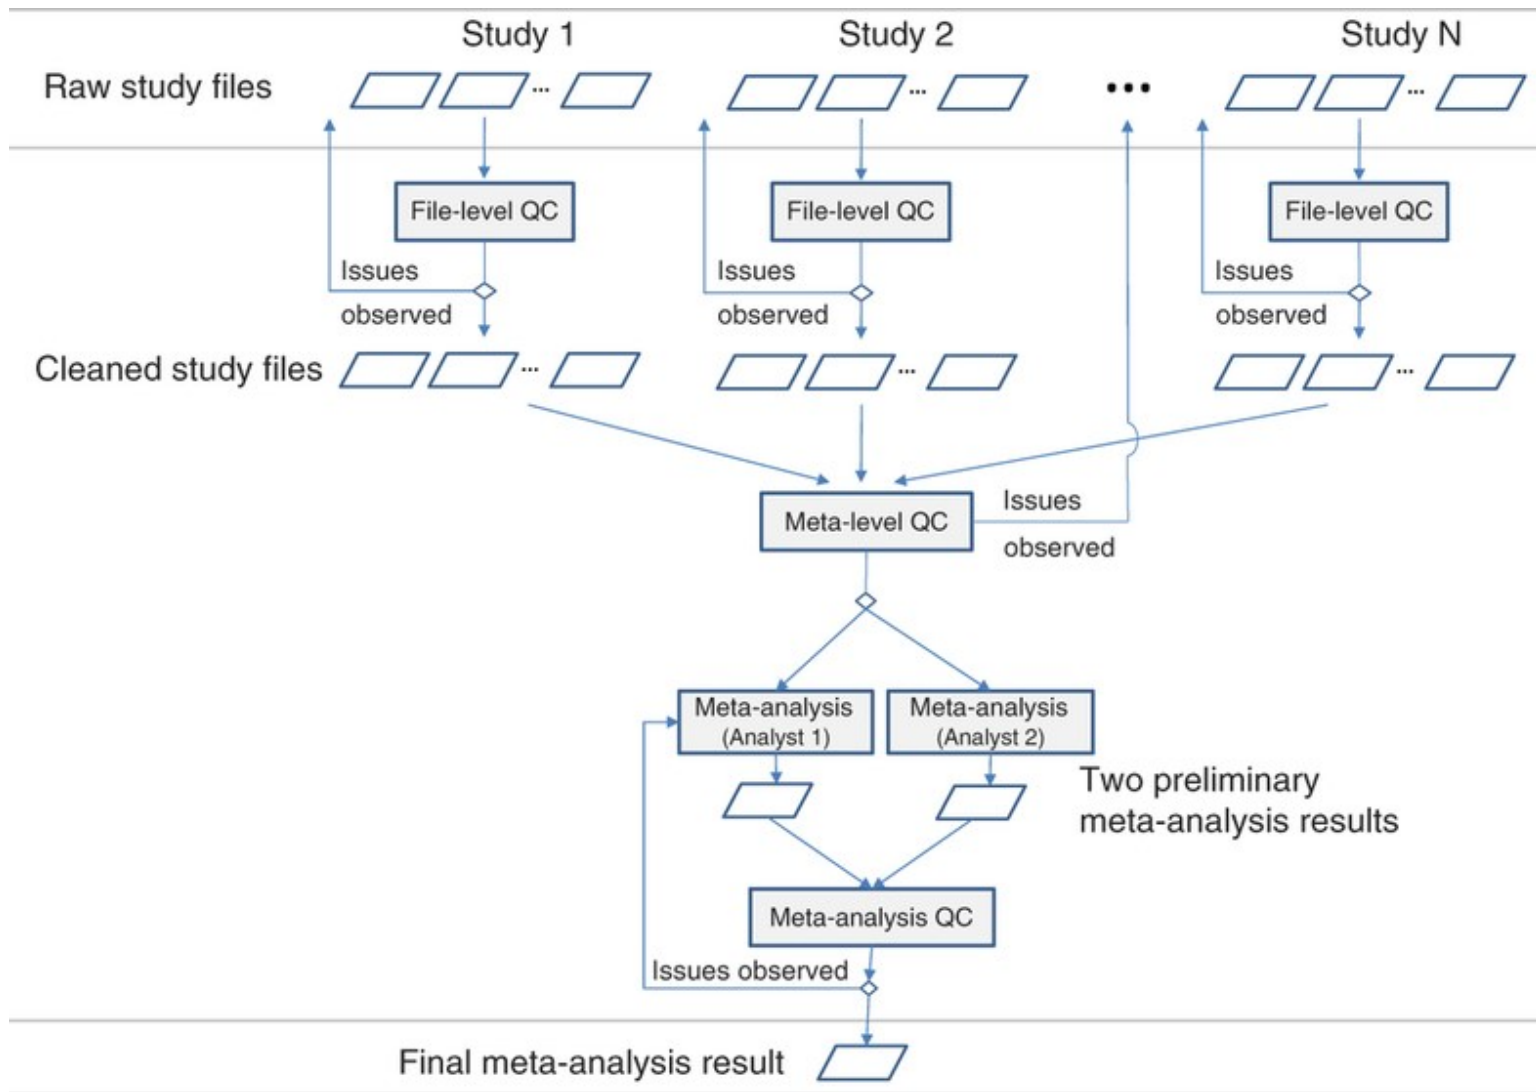 Study 1
Study 2
Study N
Raw study files
...
...
...
...
File-level QC
File-level QC
File-level QC
Issues
observed
Issues
observed
Issues
observed
Cleaned study files
...
...
...
Meta-level QC
Issues
observed
Meta-analysis
(Analyst 1)
Meta-analysis
(Analyst 2)
Two preliminary
meta-analysis results
Meta-analysis QC
Issues observed
Final meta-analysis result